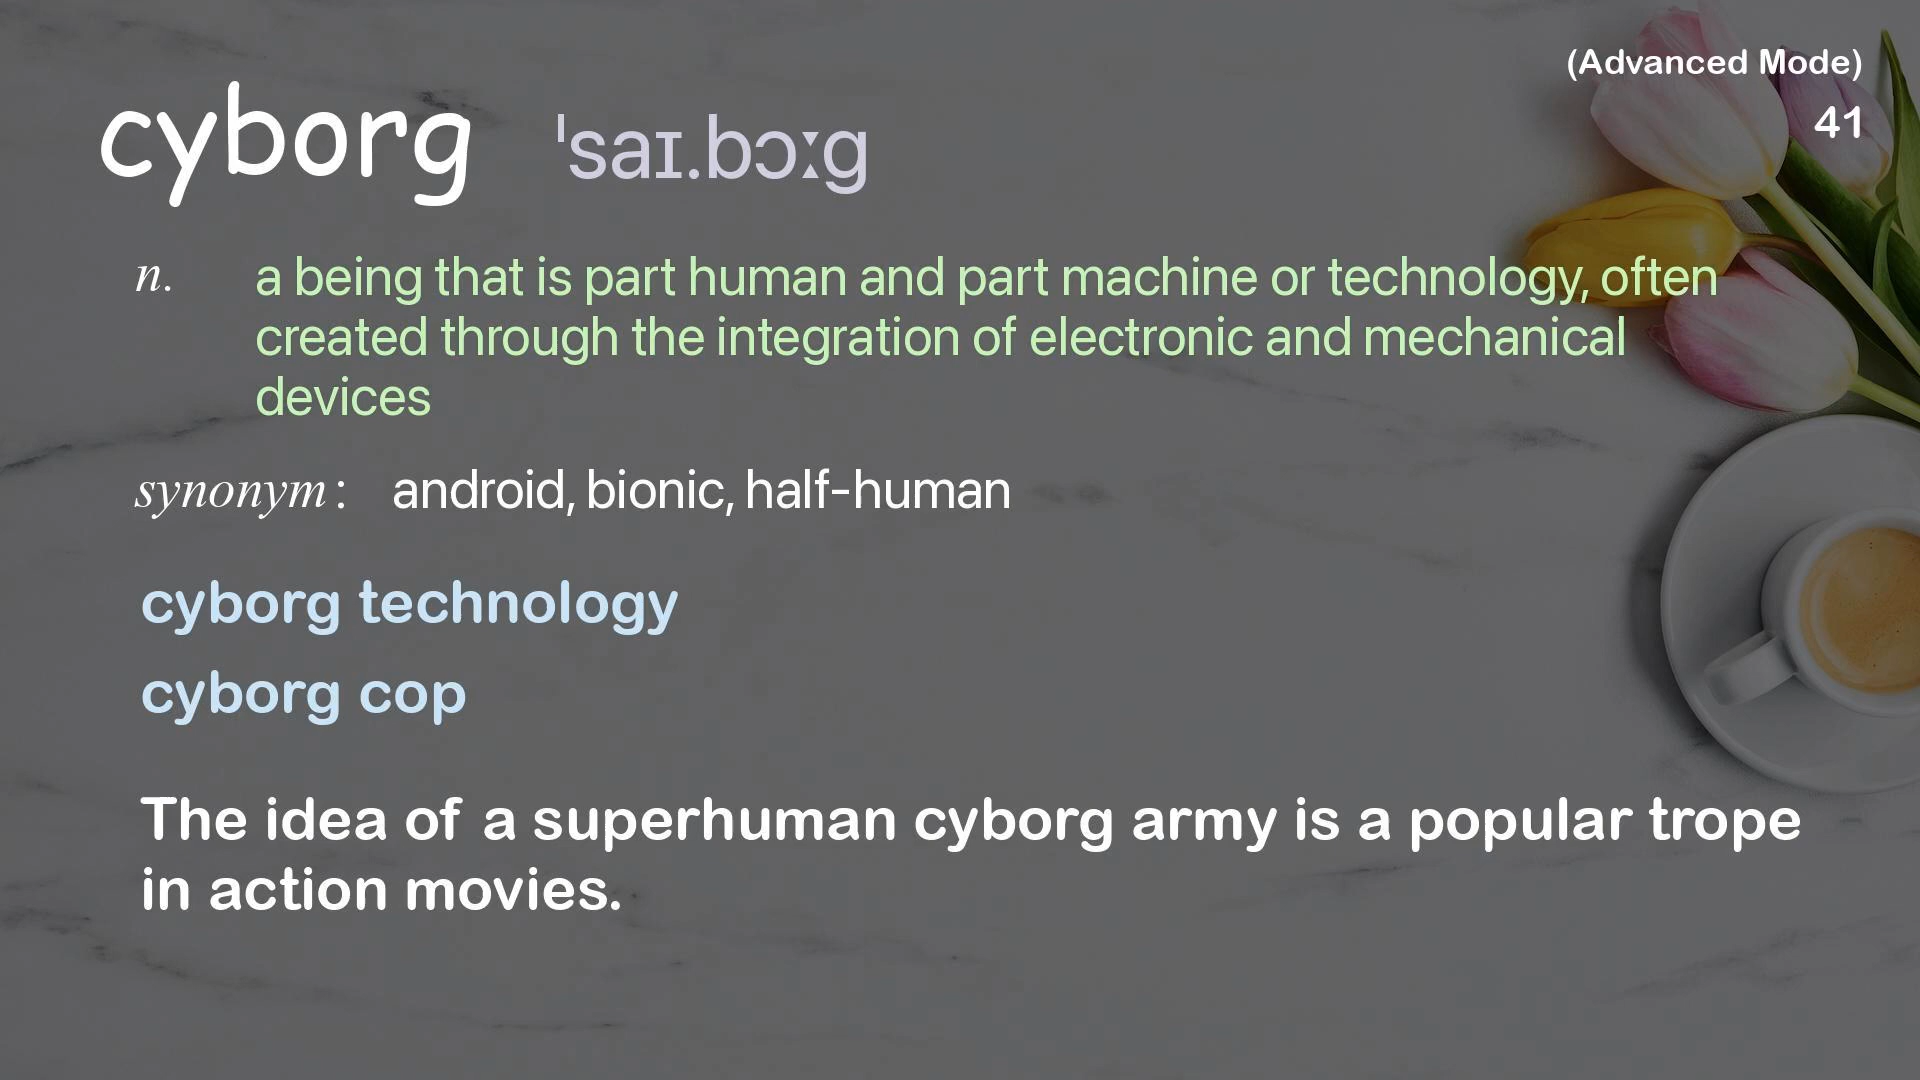 (Advanced Mode)
41
cyborg ˈsaɪ.bɔːg
n. a being that is part human and part machine or technology, often
created through the integration of electronic and mechanical
devices
synonym : android, bionic, half-human
cyborg technology
cyborg cop
The idea of a superhuman cyborg army is a popular trope
in action movies.